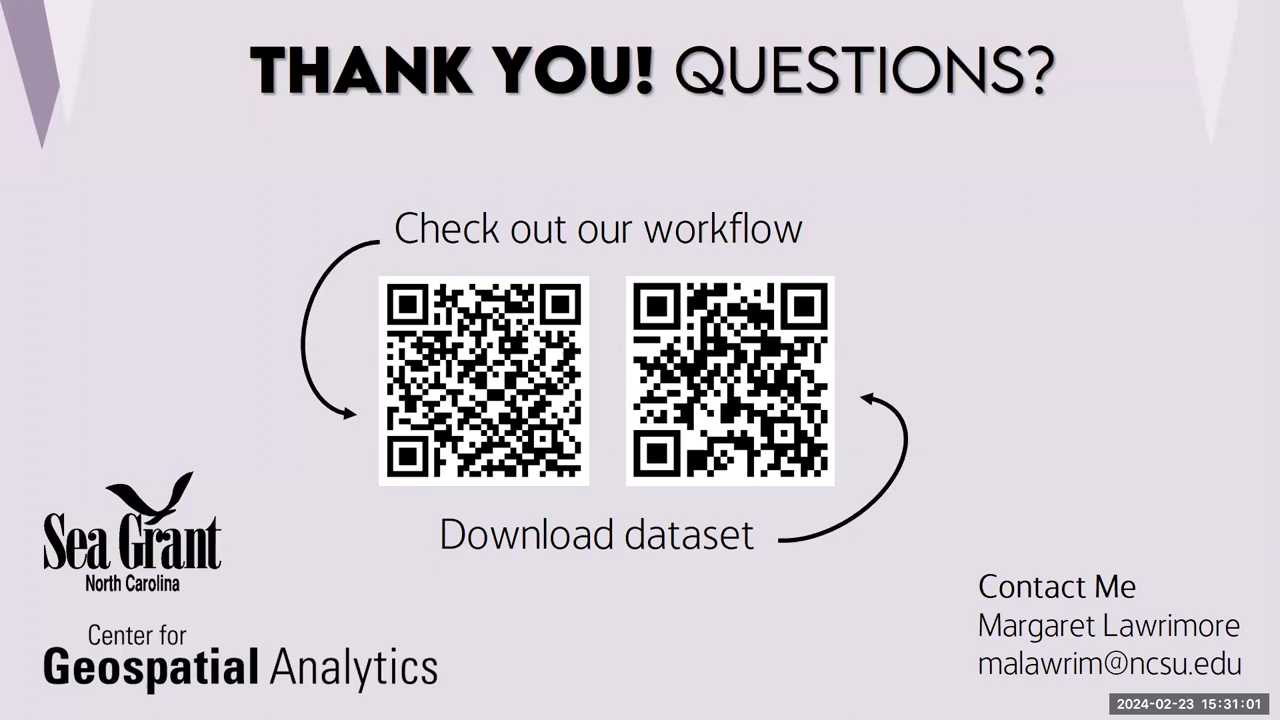 THANK YOU! QUESTIONS?
Check out our workflow
Download dataset
Sea Grant
North Carolina
Center for
Geospatial Analytics
Contact Me
Margaret Lawrimore
malawrim@ncsu.edu
2024-02-23 15:31:01